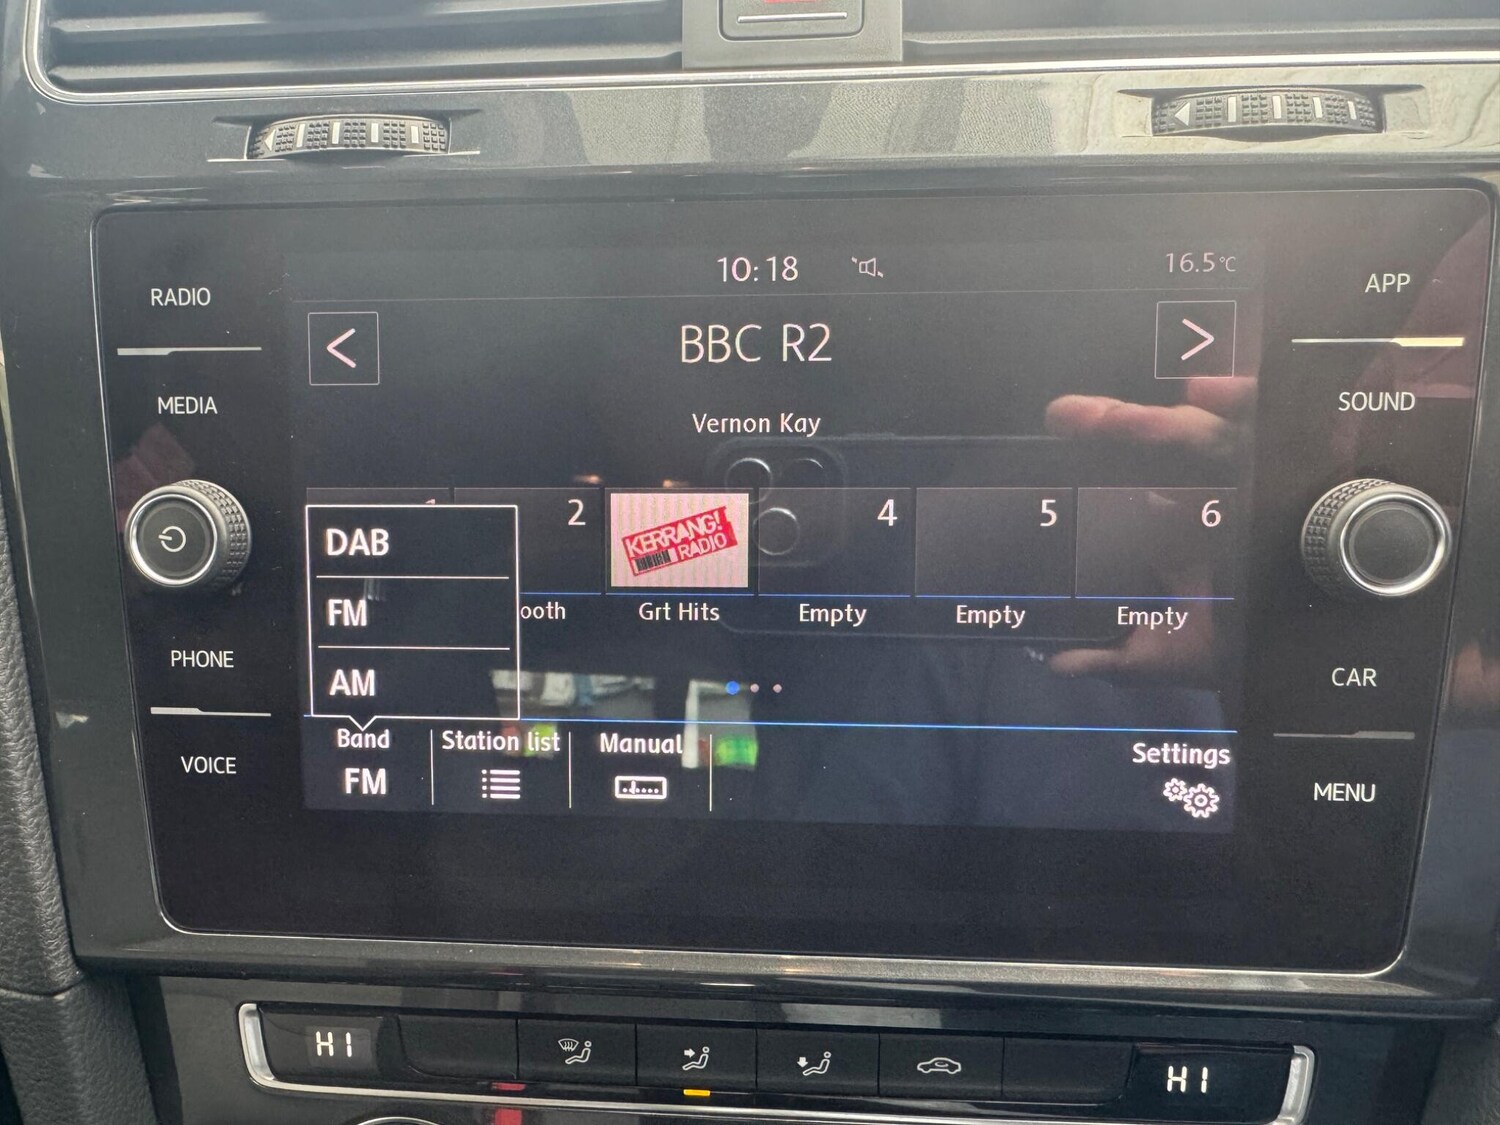 10:18
16.5°C
RADIO
APP
<
BBC R2
>
MEDIA
SOUND
Vernon Kay
2
4
5
6
KERRANG!
RADIO
DAB
FM
AM
ooth
Grt Hits
Empty
Empty
Empty
PHONE
CAR
Band
Station list
Manual
Settings
FM
VOICE
MENU
HI
HI